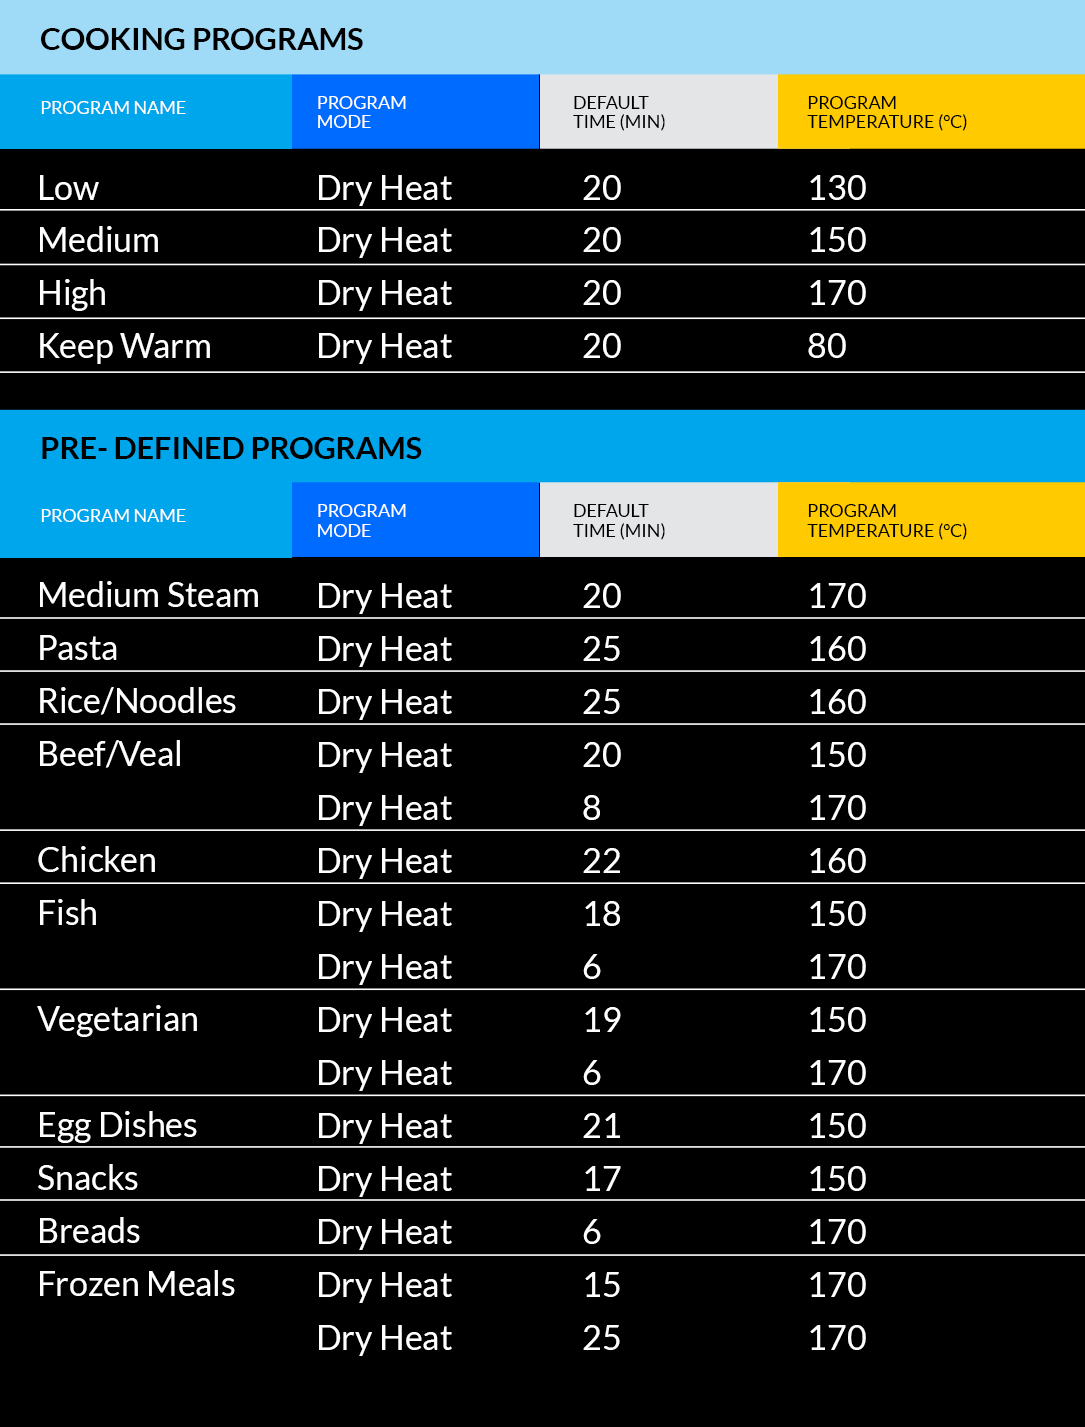 COOKING PROGRAMS
PROGRAM NAME PROGRAM MODE DEFAULT TIME (MIN) PROGRAM TEMPERATURE (°C)
Low Dry Heat 20 130
Medium Dry Heat 20 150
High Dry Heat 20 170
Keep Warm Dry Heat 20 80
PRE- DEFINED PROGRAMS
PROGRAM NAME PROGRAM MODE DEFAULT TIME (MIN) PROGRAM TEMPERATURE (°C)
Medium Steam Dry Heat 20 170
Pasta Dry Heat 25 160
Rice/Noodles Dry Heat 25 160
Beef/Veal Dry Heat 20 150
Dry Heat 8 170
Chicken Dry Heat 22 160
Fish Dry Heat 18 150
Dry Heat 6 170
Vegetarian Dry Heat 19 150
Dry Heat 6 170
Egg Dishes Dry Heat 21 150
Snacks Dry Heat 17 150
Breads Dry Heat 6 170
Frozen Meals Dry Heat 15 170
Dry Heat 25 170